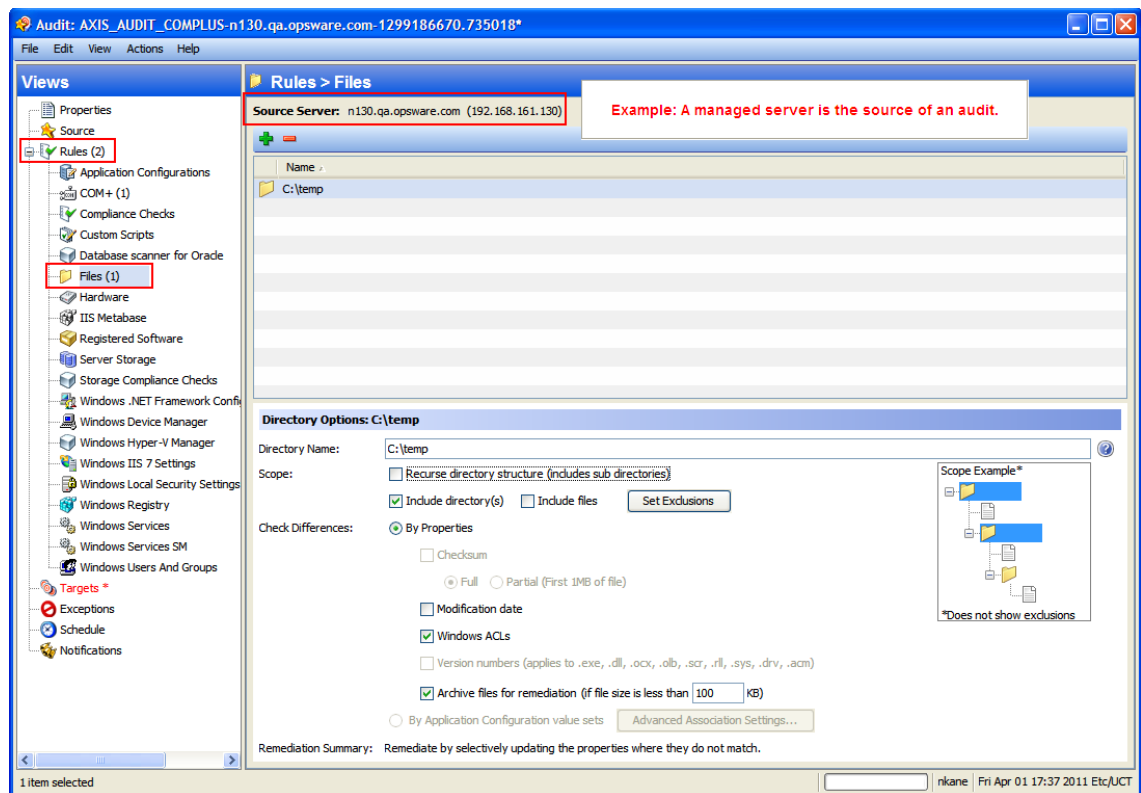 Audit: AXIS_AUDIT_COMPLUS-n130.qa.opsware.com-1299186670.735018*
File Edit View Actions Help
Views
Properties
Source
Rules (2)
Application Configurations
COM+ (1)
Compliance Checks
Custom Scripts
Database scanner for Oracle
Files (1)
Hardware
IIS Metabase
Registered Software
Server Storage
Storage Compliance Checks
Windows .NET Framework Config
Windows Device Manager
Windows Hyper-V Manager
Windows IIS 7 Settings
Windows Local Security Settings
Windows Registry
Windows Services
Windows Services SM
Windows Users And Groups
Targets *
Exceptions
Schedule
Notifications
Rules > Files
Source Server: n130.qa.opsware.com (192.168.161.130)
Example: A managed server is the source of an audit.
Name
C:\temp
Directory Options: C:\temp
Directory Name: C:\temp
Scope: Recurse directory structure (includes sub directories)
Include directory(s) Include files Set Exclusions
Scope Example*
*Does not show exclusions
Check Differences: By Properties
Checksum
Full Partial (First 1MB of file)
Modification date
Windows ACLs
Version numbers (applies to .exe, .dll, .ocx, .olb, .scr, .rll, .sys, .drv, .acm)
Archive files for remediation (if file size is less than 100 KB)
By Application Configuration value sets Advanced Association Settings...
Remediation Summary: Remediate by selectively updating the properties where they do not match.
1 item selected
nkane Fri Apr 01 17:37 2011 Etc/UCT